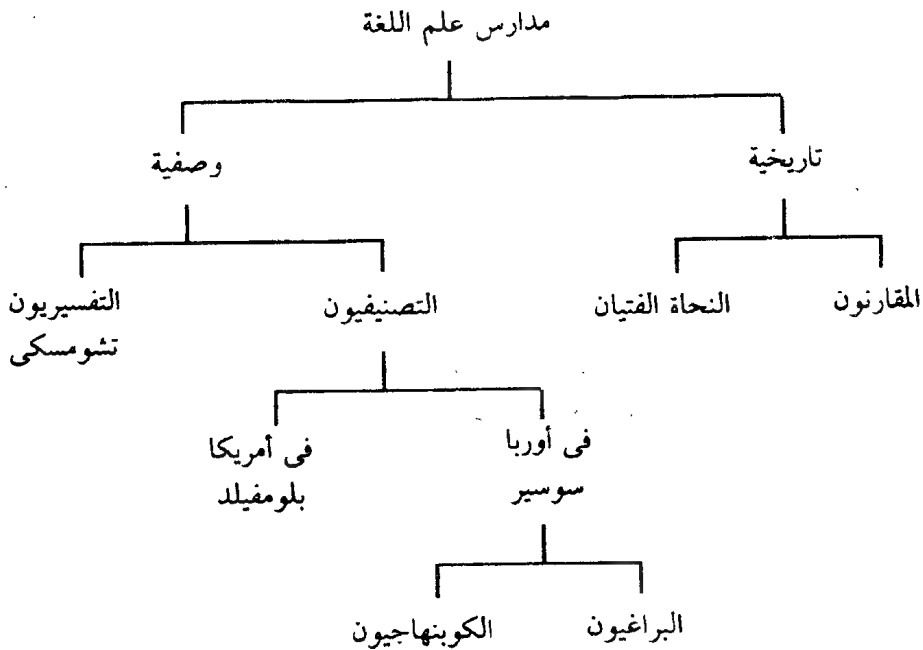 مدارس علم اللغة
تاريخية
وصفية
المقارنون
النحاة الفتيان
التصنيفيون
التفسيريون
تشومسكى
فى أوربا
سوسير
فى أمريكا
بلومفيلد
البراغيون
الكوبنهاجيون